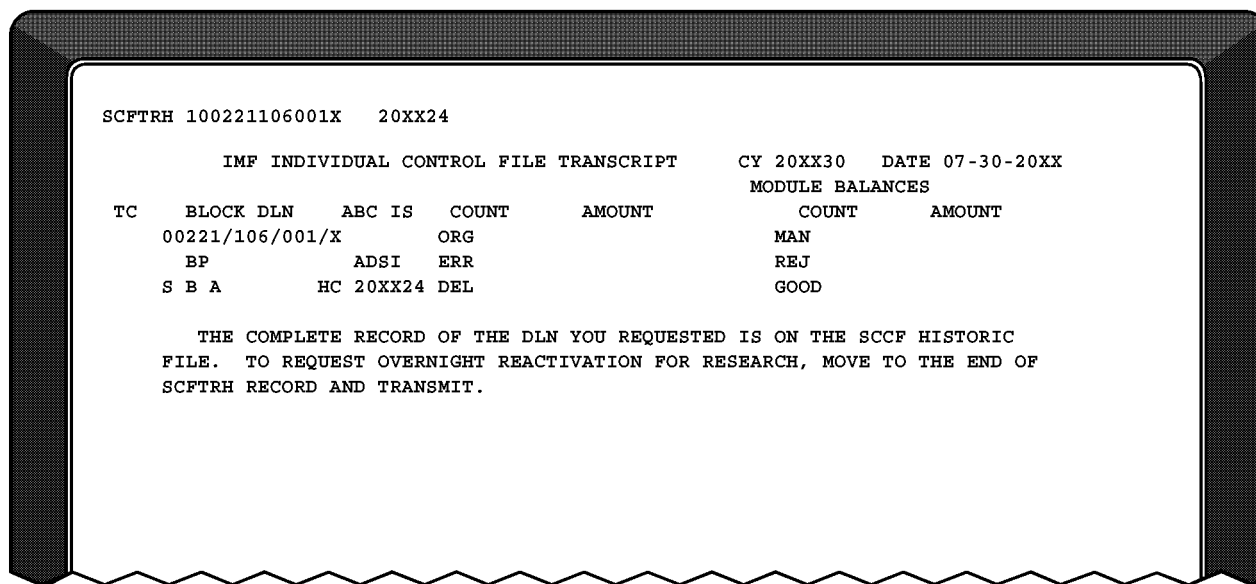 SCFTRH 100221106001X 20XX24
IMF INDIVIDUAL CONTROL FILE TRANSCRIPT CY 20XX30 DATE 07-30-20XX
MODULE BALANCES
TC BLOCK DLN ABC IS COUNT AMOUNT COUNT AMOUNT
00221/106/001/X ORG MAN
BP ADSI ERR REJ
S B A HC 20XX24 DEL GOOD
THE COMPLETE RECORD OF THE DLN YOU REQUESTED IS ON THE SCCF HISTORIC
FILE. TO REQUEST OVERNIGHT REACTIVATION FOR RESEARCH, MOVE TO THE END OF
SCFTRH RECORD AND TRANSMIT.